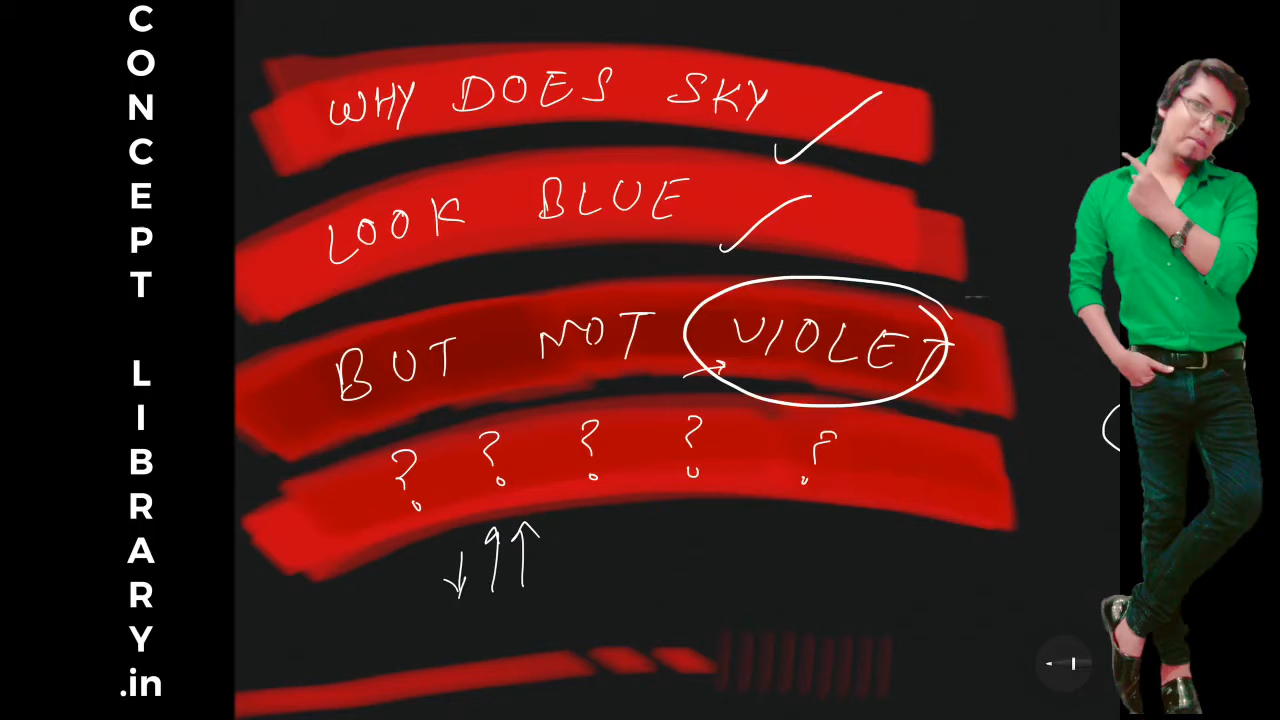 CONCEPT LIBRARY.in
WHY DOES SKY
LOOK BLUE
BUT NOT VIOLET
? ? ? ? ?